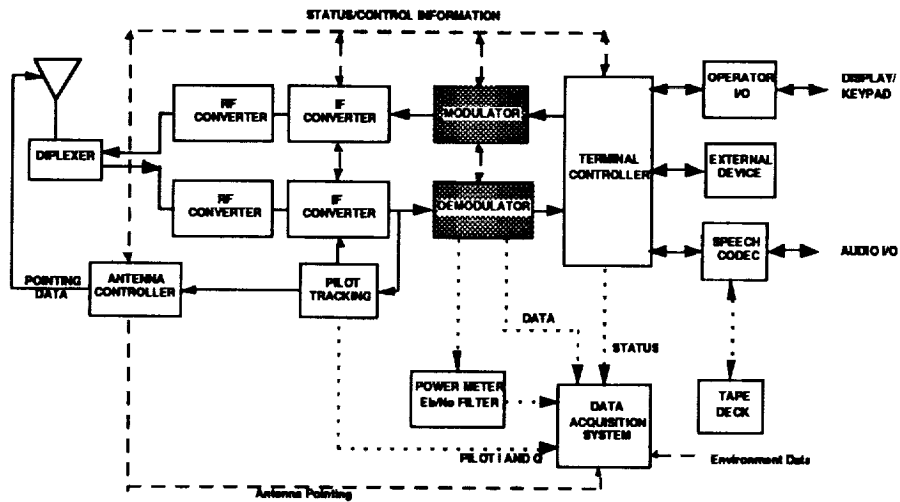 STATUS/CONTROL INFORMATION
RF
CONVERTER
IF
CONVERTER
MODULATOR
OPERATOR
I/O
DISPLAY/
KEYPAD
DIPLEXER
TERMINAL
CONTROLLER
EXTERNAL
DEVICE
RF
CONVERTER
IF
CONVERTER
DEMODULATOR
SPEECH
CODEC
AUDIO I/O
POINTING
DATA
ANTENNA
CONTROLLER
PILOT
TRACKING
DATA
STATUS
POWER METER
Eb/No FILTER
DATA
ACQUISITION
SYSTEM
TAPE
DECK
PILOT I AND Q
Environment Data
Antenna Pointing